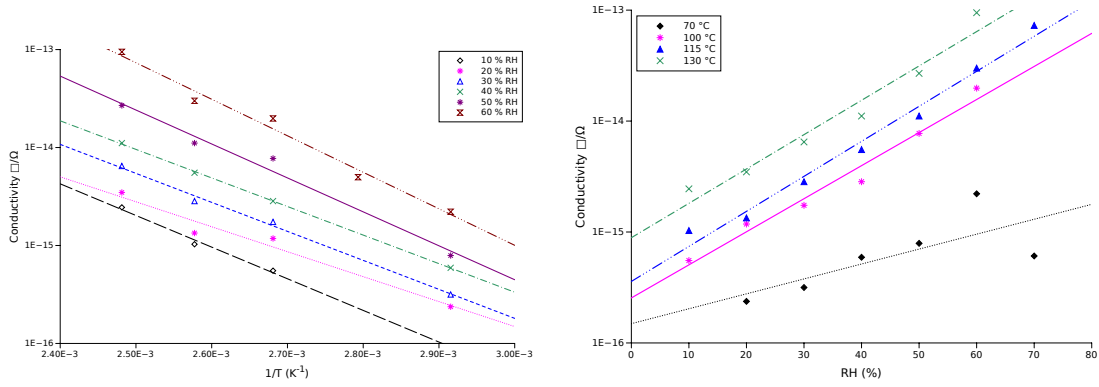 1E−13
1E−14
1E−15
1E−16
Conductivity □/Ω
2.40E−3 2.50E−3 2.60E−3 2.70E−3 2.80E−3 2.90E−3 3.00E−3
1/T (K⁻¹)
10 % RH
20 % RH
30 % RH
40 % RH
50 % RH
60 % RH
1E−13
1E−14
1E−15
1E−16
Conductivity □/Ω
0 10 20 30 40 50 60 70 80
RH (%)
70 °C
100 °C
115 °C
130 °C